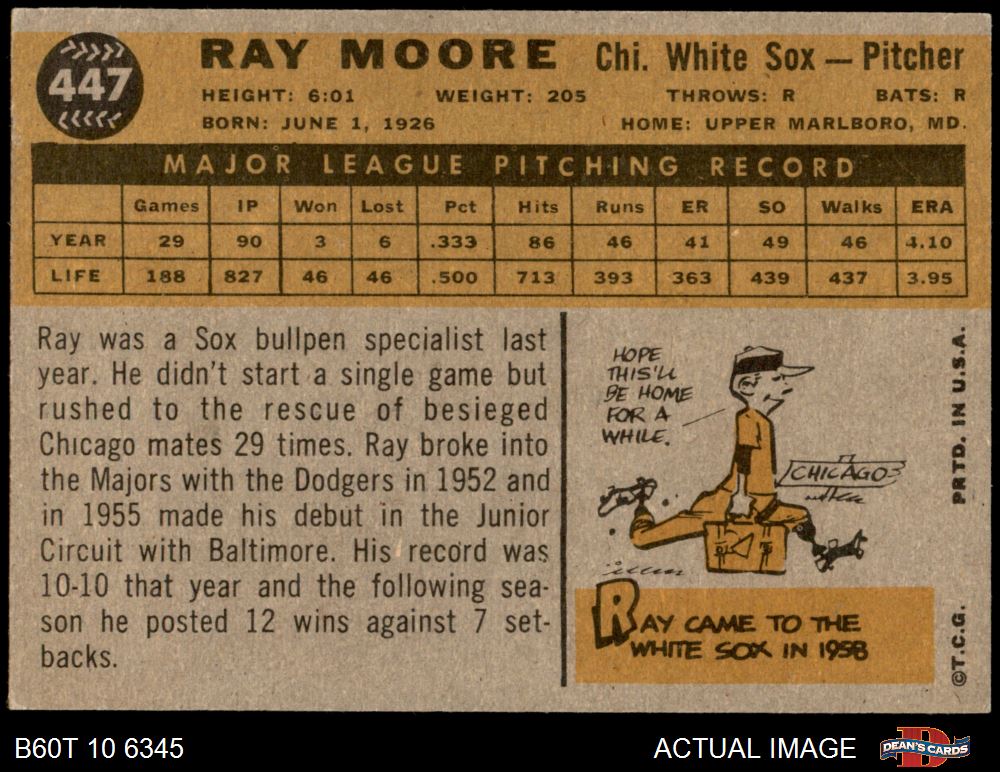 447
RAY MOORE Chi. White Sox — Pitcher
HEIGHT: 6:01 WEIGHT: 205 THROWS: R BATS: R
BORN: JUNE 1, 1926 HOME: UPPER MARLBORO, MD.
MAJOR LEAGUE PITCHING RECORD
Games IP Won Lost Pct Hits Runs ER SO Walks ERA
YEAR 29 90 3 6 .333 86 46 41 49 46 4.10
LIFE 188 827 46 46 .500 713 393 363 439 437 3.95
Ray was a Sox bullpen specialist last
year. He didn't start a single game but
rushed to the rescue of besieged
Chicago mates 29 times. Ray broke into
the Majors with the Dodgers in 1952 and
in 1955 made his debut in the Junior
Circuit with Baltimore. His record was
10-10 that year and the following sea-
son he posted 12 wins against 7 set-
backs.
HOPE
THIS'LL
BE HOME
FOR A
WHILE.
CHICAGO
RAY CAME TO THE
WHITE SOX IN 1958
PRTD. IN U.S.A.
©T.C.G.
B60T 10 6345
ACTUAL IMAGE
DEAN'S CARDS